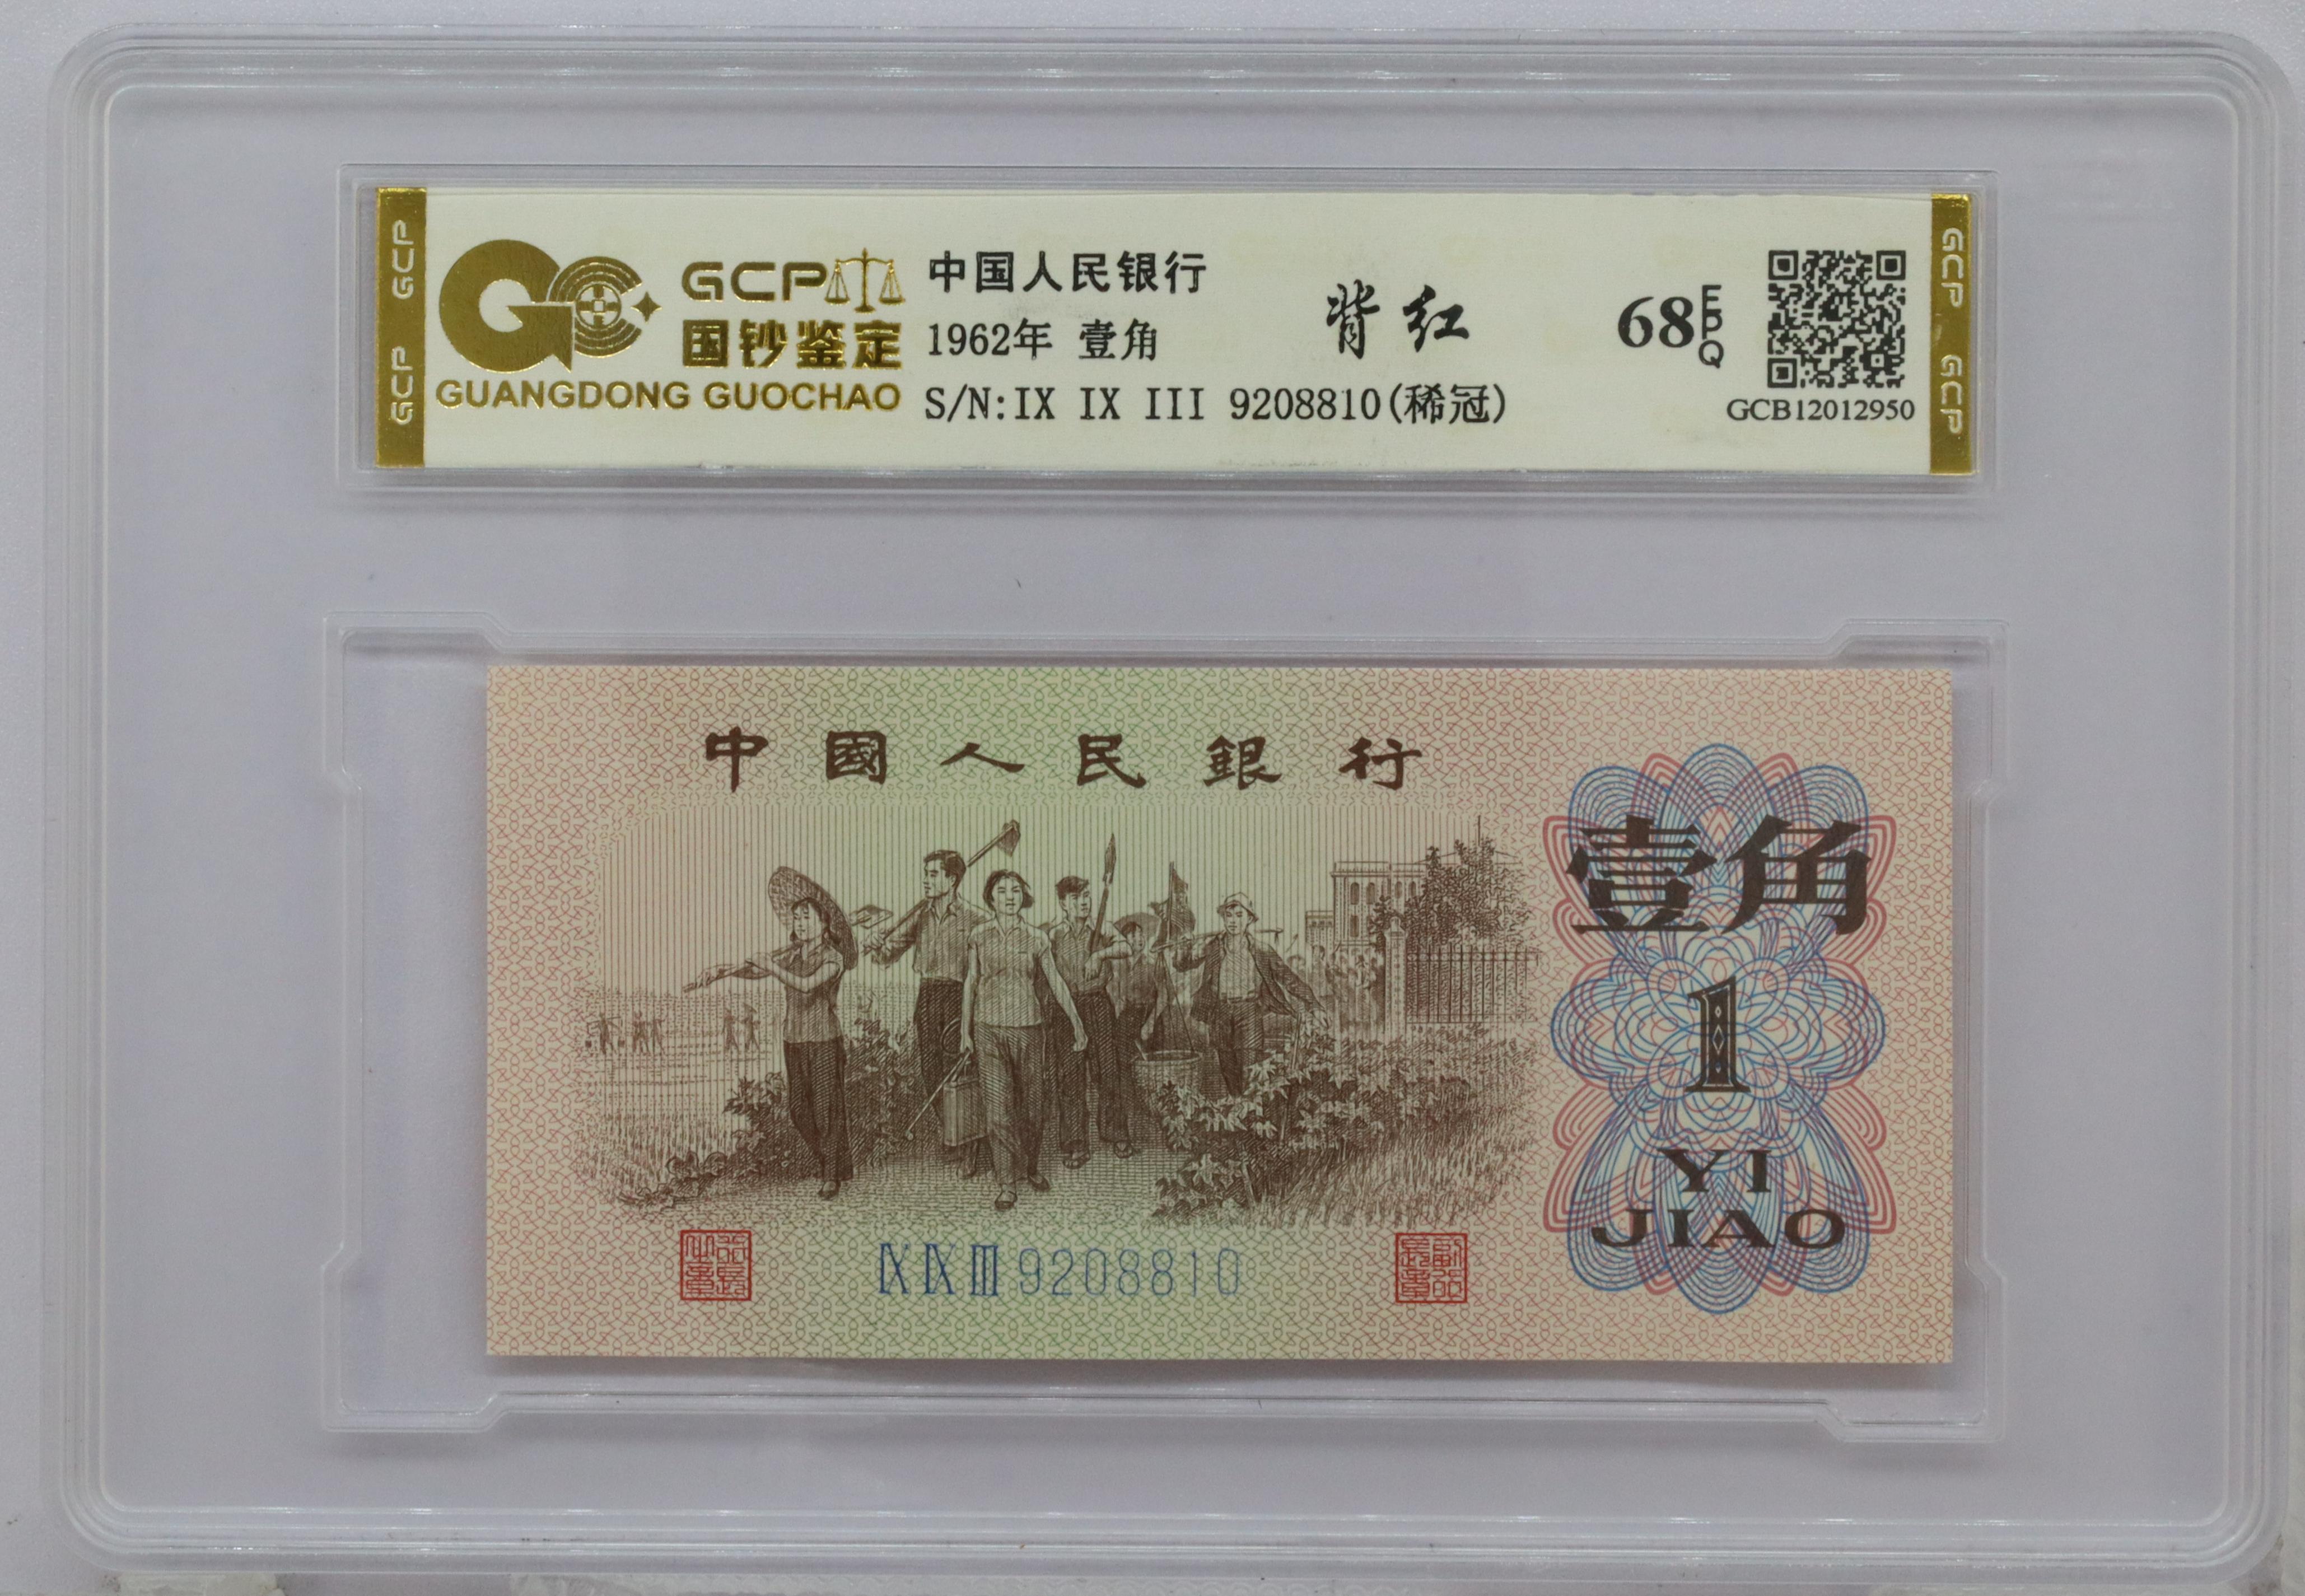 GCP
GCP
GCP
国钞鉴定
GUANGDONG GUOCHAO
中国人民银行
1962年 壹角
S/N:IX IX III 9208810(稀冠)
背红
68 EPQ
GCB12012950
GCP
GCP
中國人民銀行
壹角
1
YI
JIAO
IX IX III 9208810